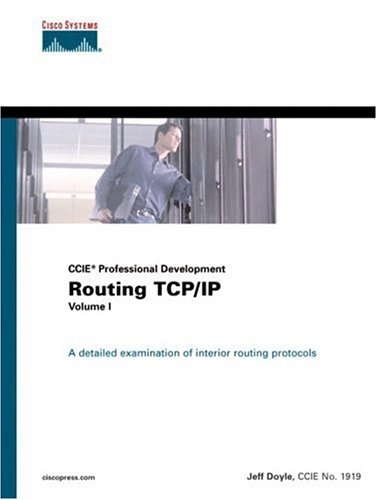 CISCO SYSTEMS
®
CCIE® Professional Development
Routing TCP/IP
Volume I
A detailed examination of interior routing protocols
ciscopress.com
Jeff Doyle, CCIE No. 1919